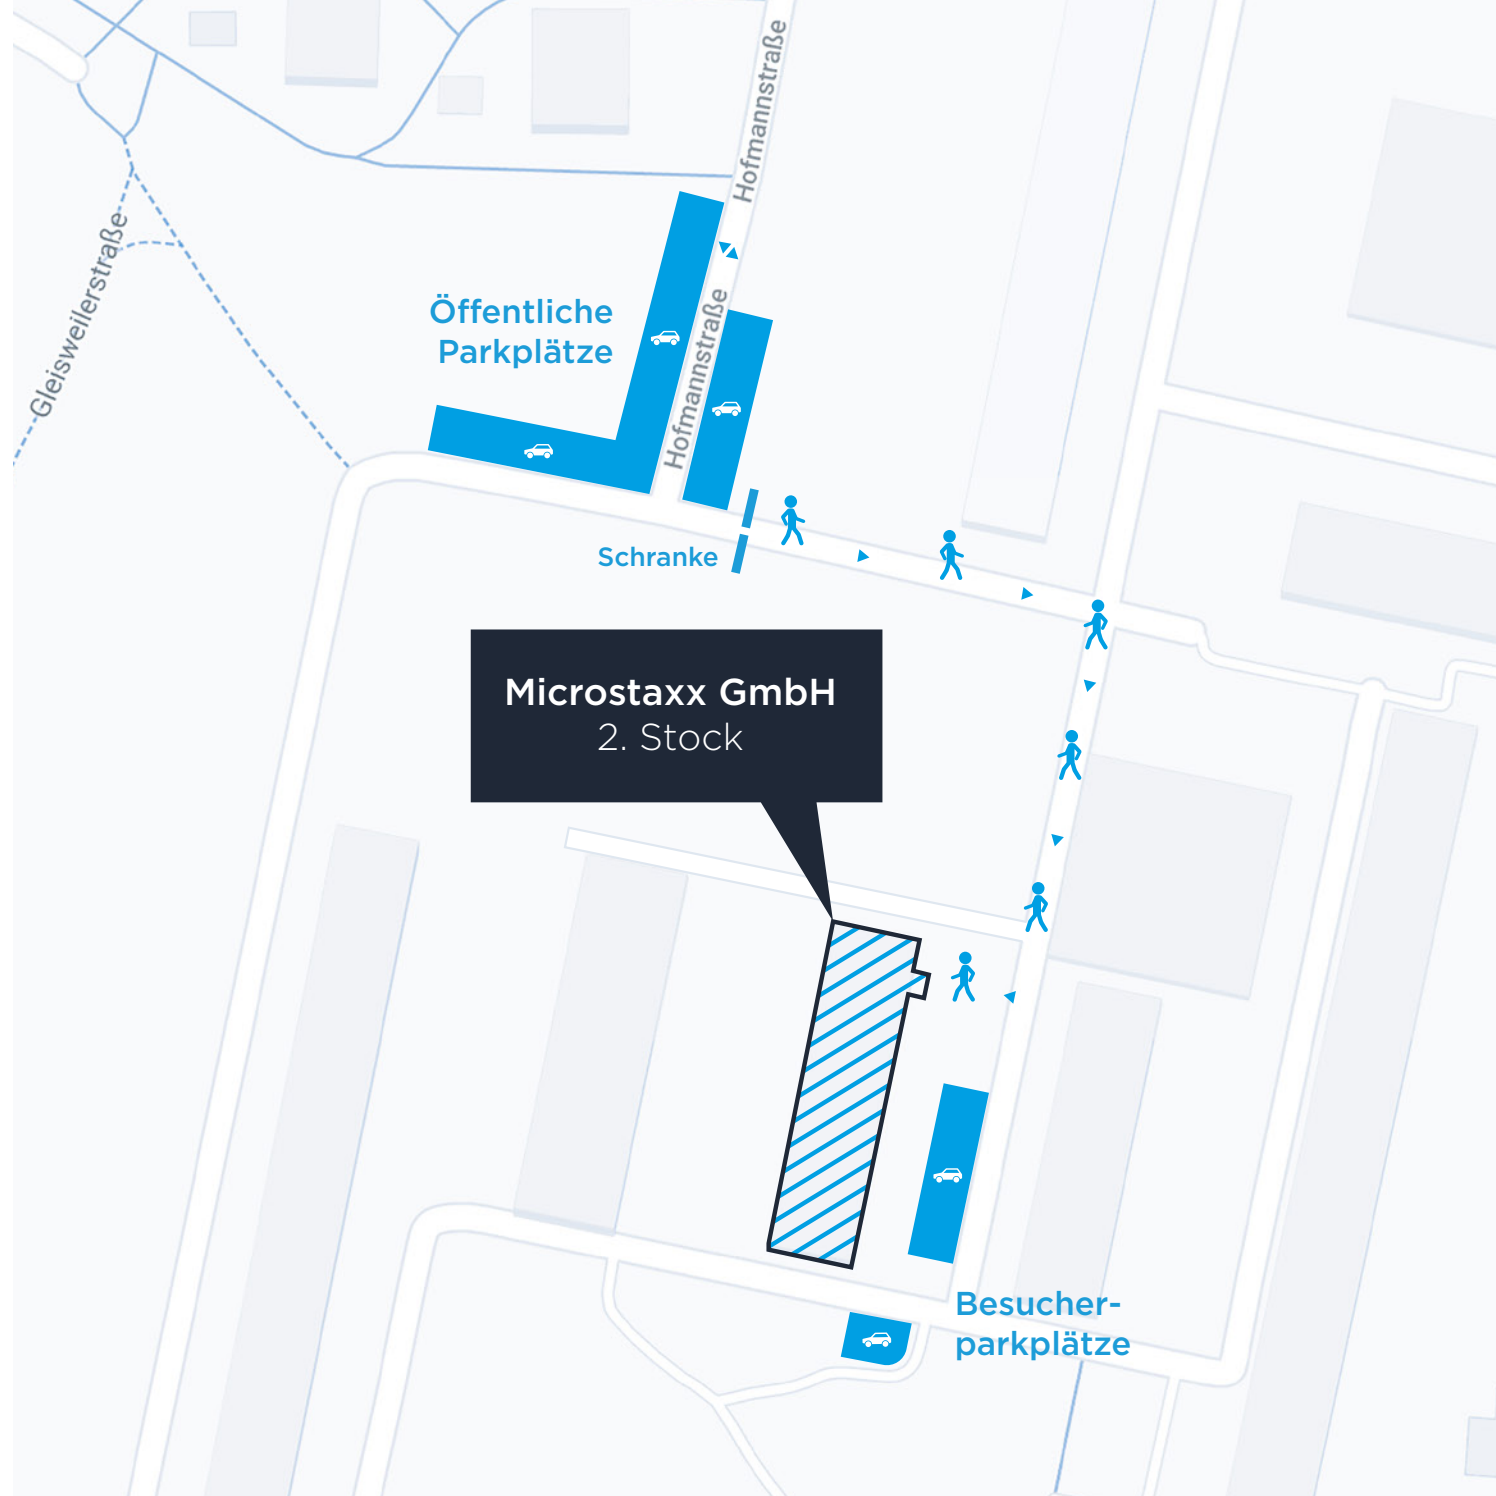 Hofmannstraße
Gleisweilerstraße
Öffentliche
Parkplätze
Hofmannstraße
Schranke
Microstaxx GmbH
2. Stock
Besucher-
parkplätze